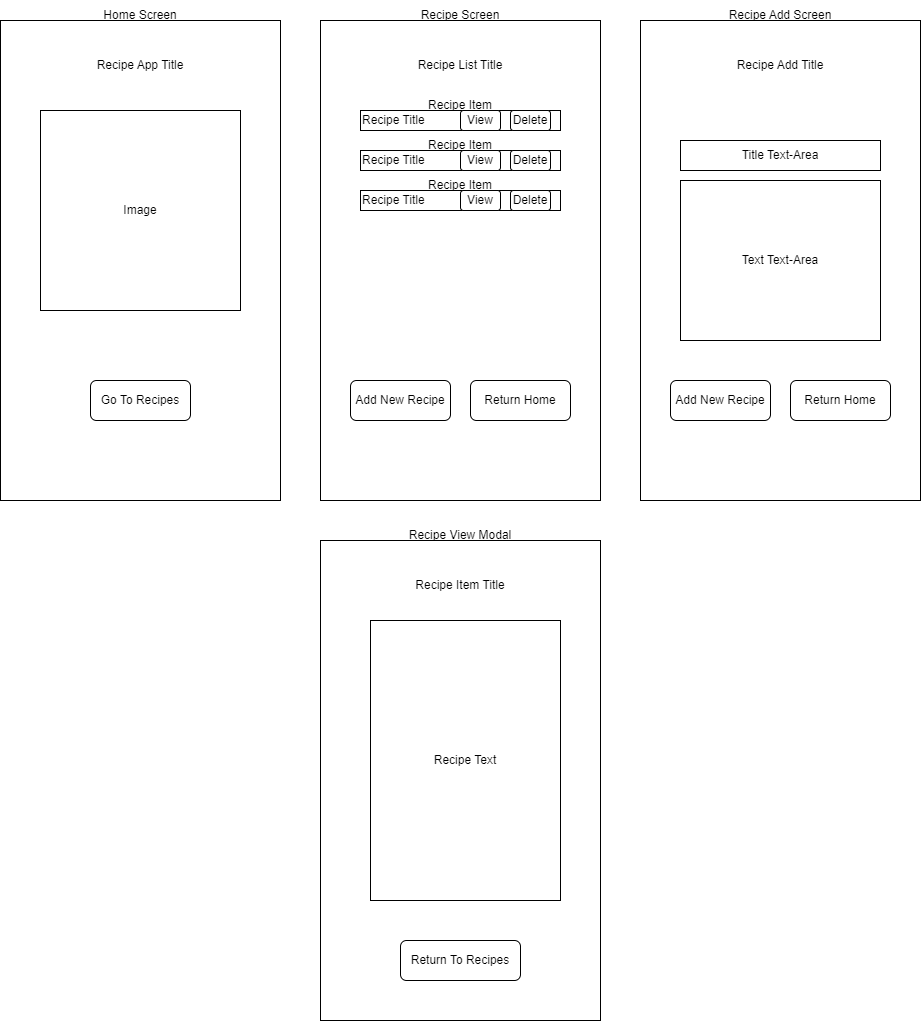 Home Screen
Recipe App Title
Image
Go To Recipes
Recipe Screen
Recipe List Title
Recipe Item
Recipe Title View Delete
Recipe Item
Recipe Title View Delete
Recipe Item
Recipe Title View Delete
Add New Recipe Return Home
Recipe Add Screen
Recipe Add Title
Title Text-Area
Text Text-Area
Add New Recipe Return Home
Recipe View Modal
Recipe Item Title
Recipe Text
Return To Recipes